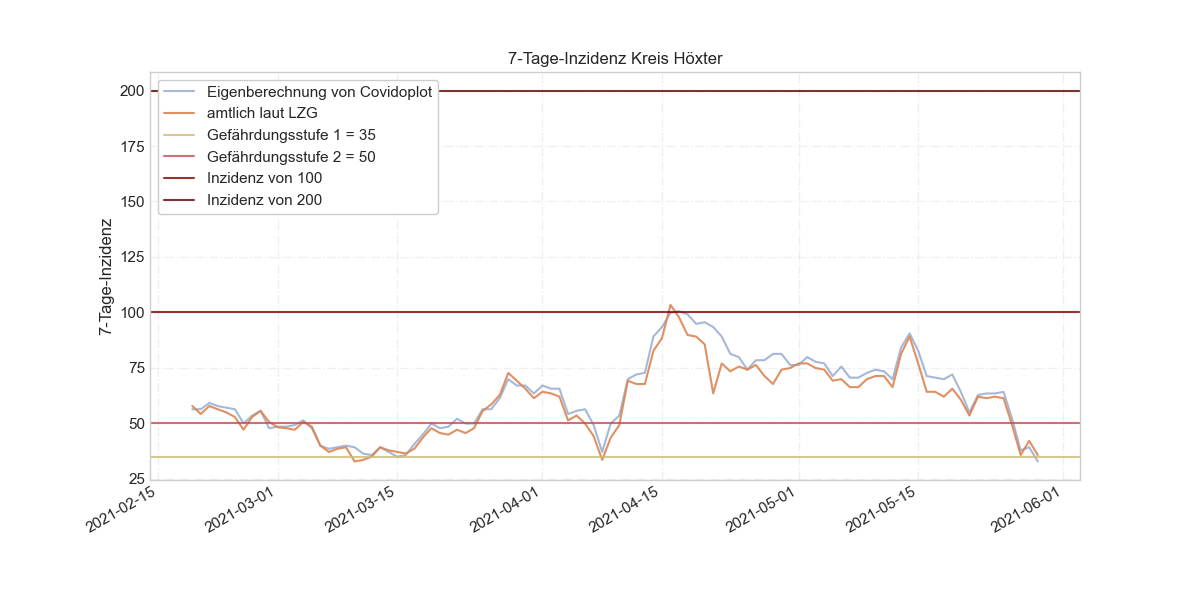 7-Tage-Inzidenz Kreis Höxter
Eigenberechnung von Covidoplot
amtlich laut LZG
Gefährdungsstufe 1 = 35
Gefährdungsstufe 2 = 50
Inzidenz von 100
Inzidenz von 200
7-Tage-Inzidenz
200
175
150
125
100
75
50
25
2021-02-15
2021-03-01
2021-03-15
2021-04-01
2021-04-15
2021-05-01
2021-05-15
2021-06-01